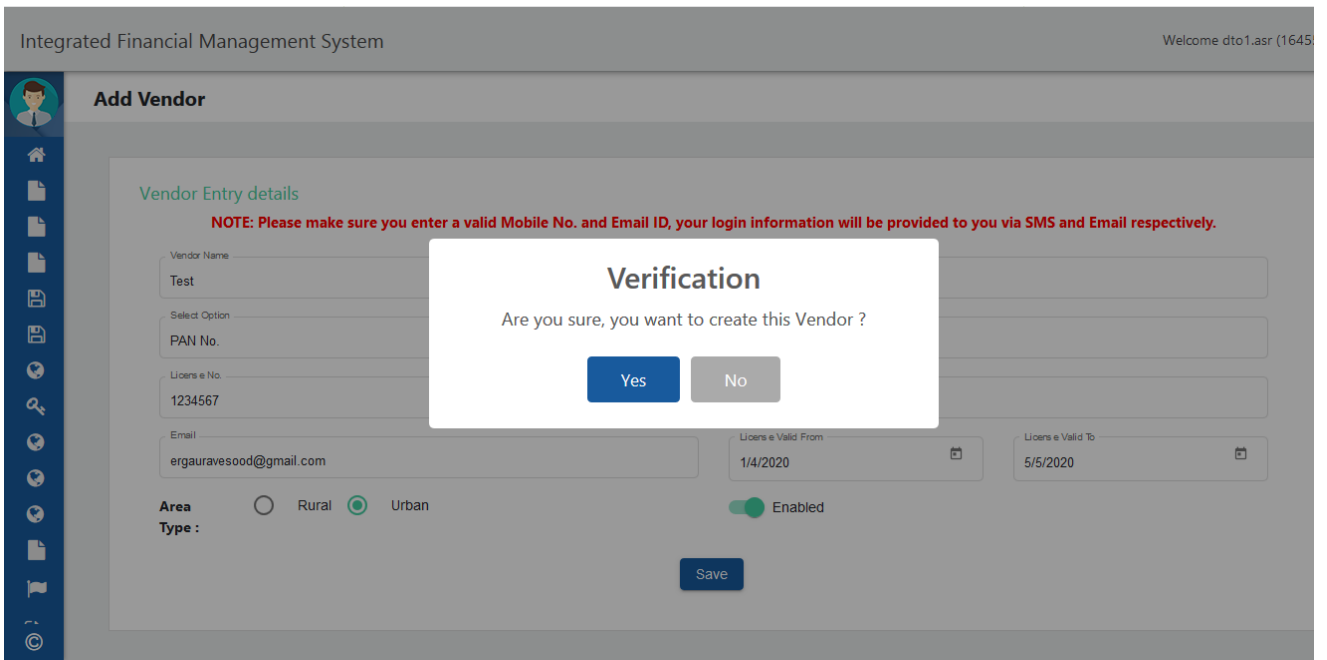 Integrated Financial Management System
Welcome dto1.asr (1645
Add Vendor
Vendor Entry details
NOTE: Please make sure you enter a valid Mobile No. and Email ID, your login information will be provided to you via SMS and Email respectively.
Vendor Name
Test
Select Option
PAN No.
License No.
1234567
Verification
Are you sure, you want to create this Vendor ?
Yes No
Email
ergauravesood@gmail.com
License Valid From
1/4/2020
License Valid To
5/5/2020
Area
Type :
Rural Urban
Enabled
Save